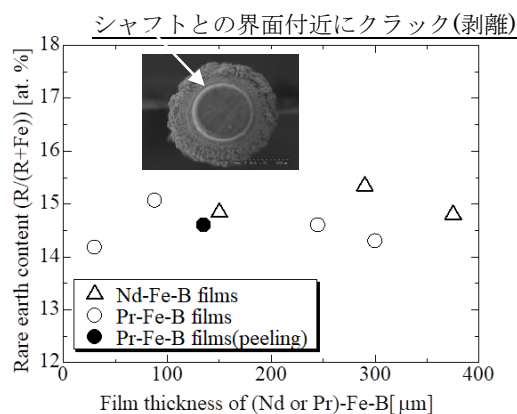 シャフトとの界面付近にクラック(剥離)
Rare earth content (R/(R+Fe)) [at. %]
18
17
16
15
14
13
12
△ Nd-Fe-B films
○ Pr-Fe-B films
● Pr-Fe-B films(peeling)
0 100 200 300 400
Film thickness of (Nd or Pr)-Fe-B[μm]